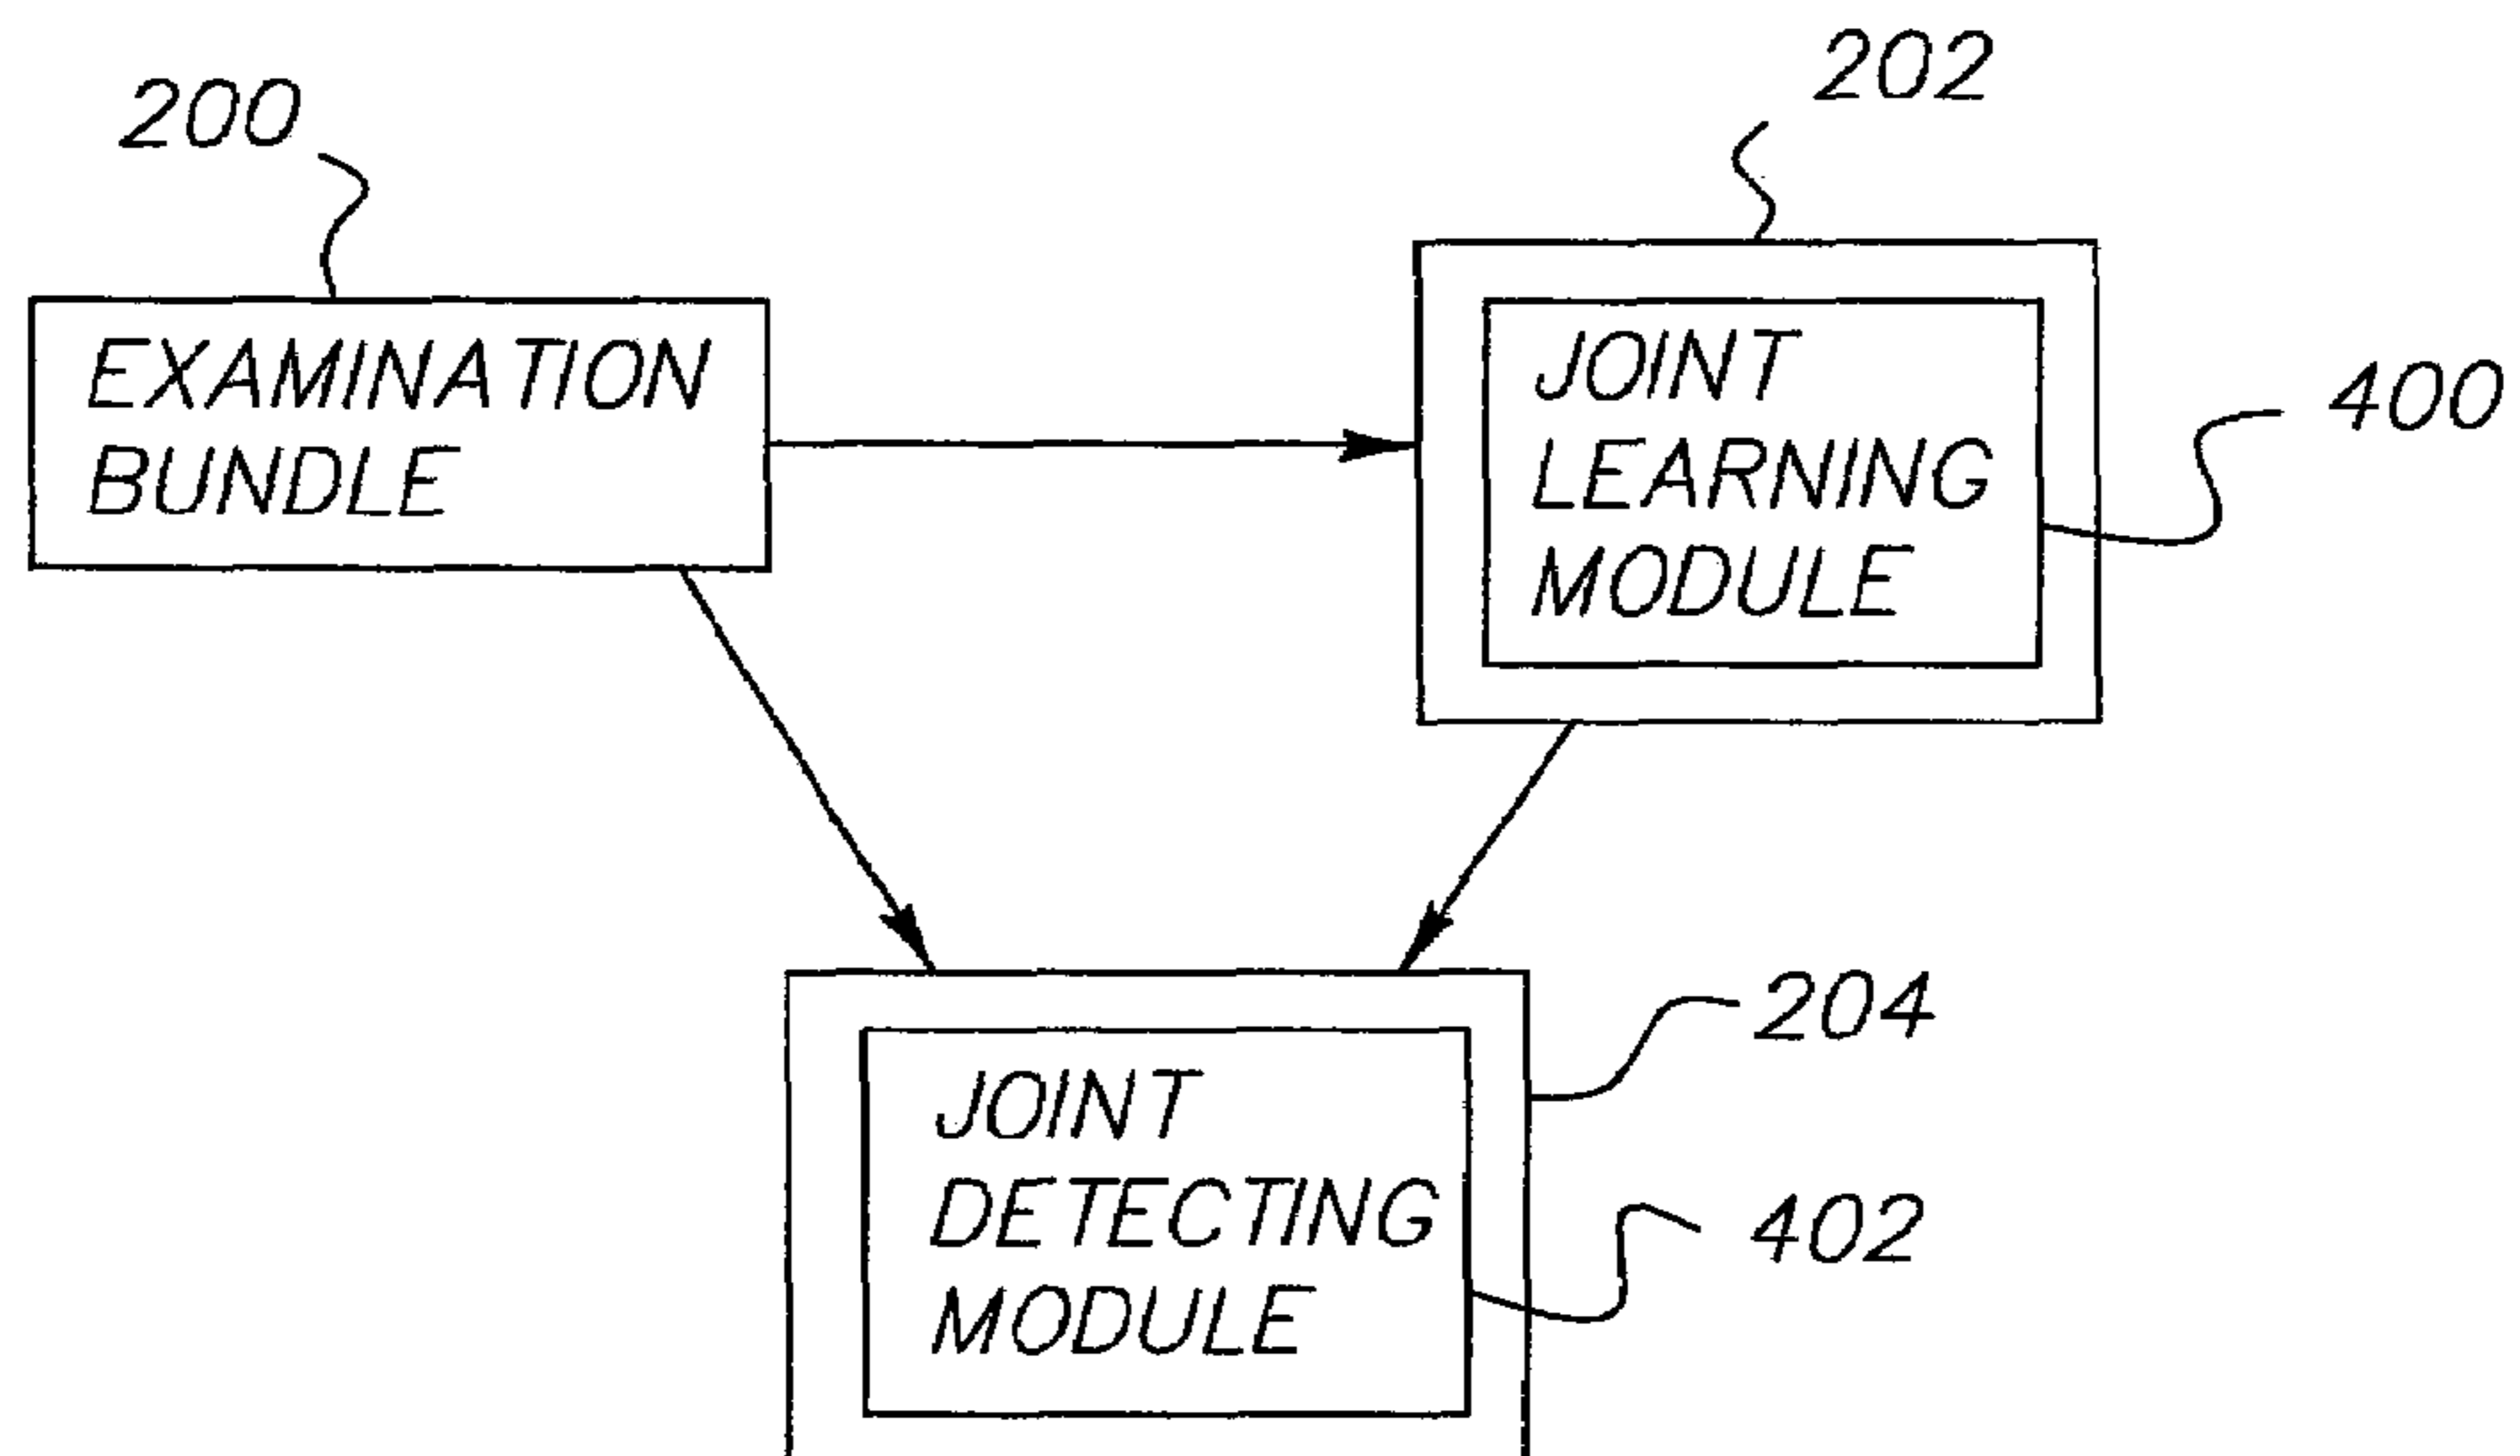 200
202
EXAMINATION
BUNDLE
JOINT
LEARNING
MODULE
400
204
JOINT
DETECTING
MODULE
402